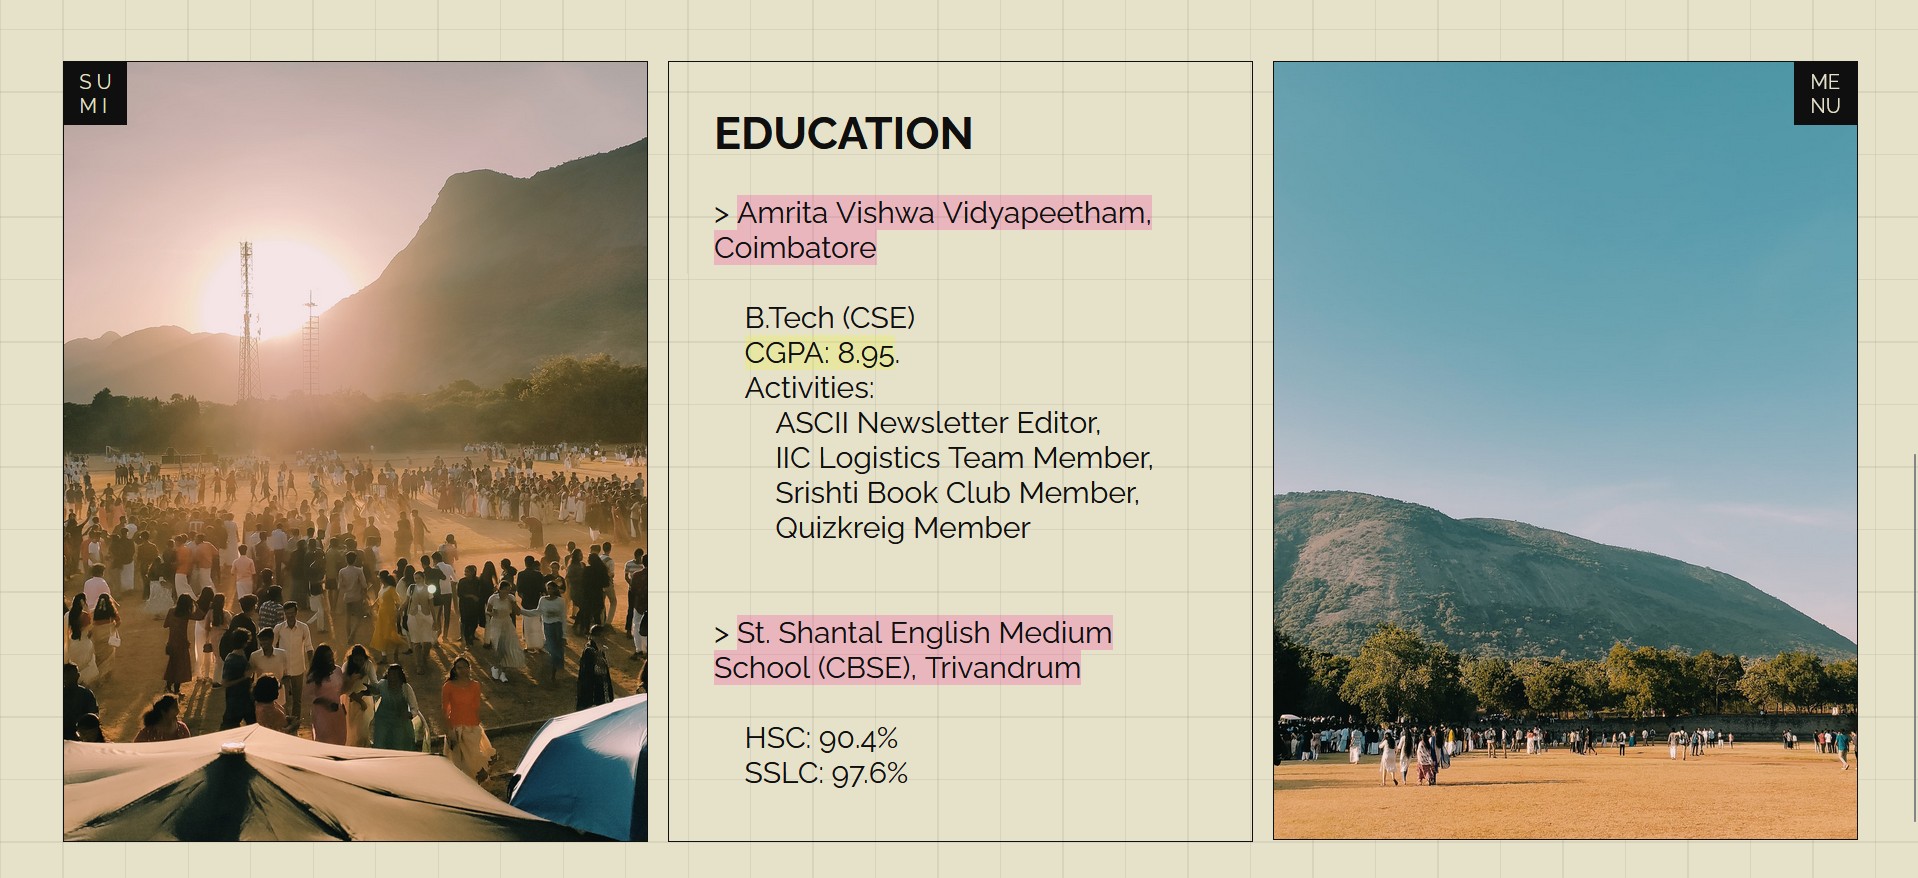 SU
MI
EDUCATION
> Amrita Vishwa Vidyapeetham,
Coimbatore
B.Tech (CSE)
CGPA: 8.95.
Activities:
ASCII Newsletter Editor,
IIC Logistics Team Member,
Srishti Book Club Member,
Quizkreig Member
> St. Shantal English Medium
School (CBSE), Trivandrum
HSC: 90.4%
SSLC: 97.6%
ME
NU